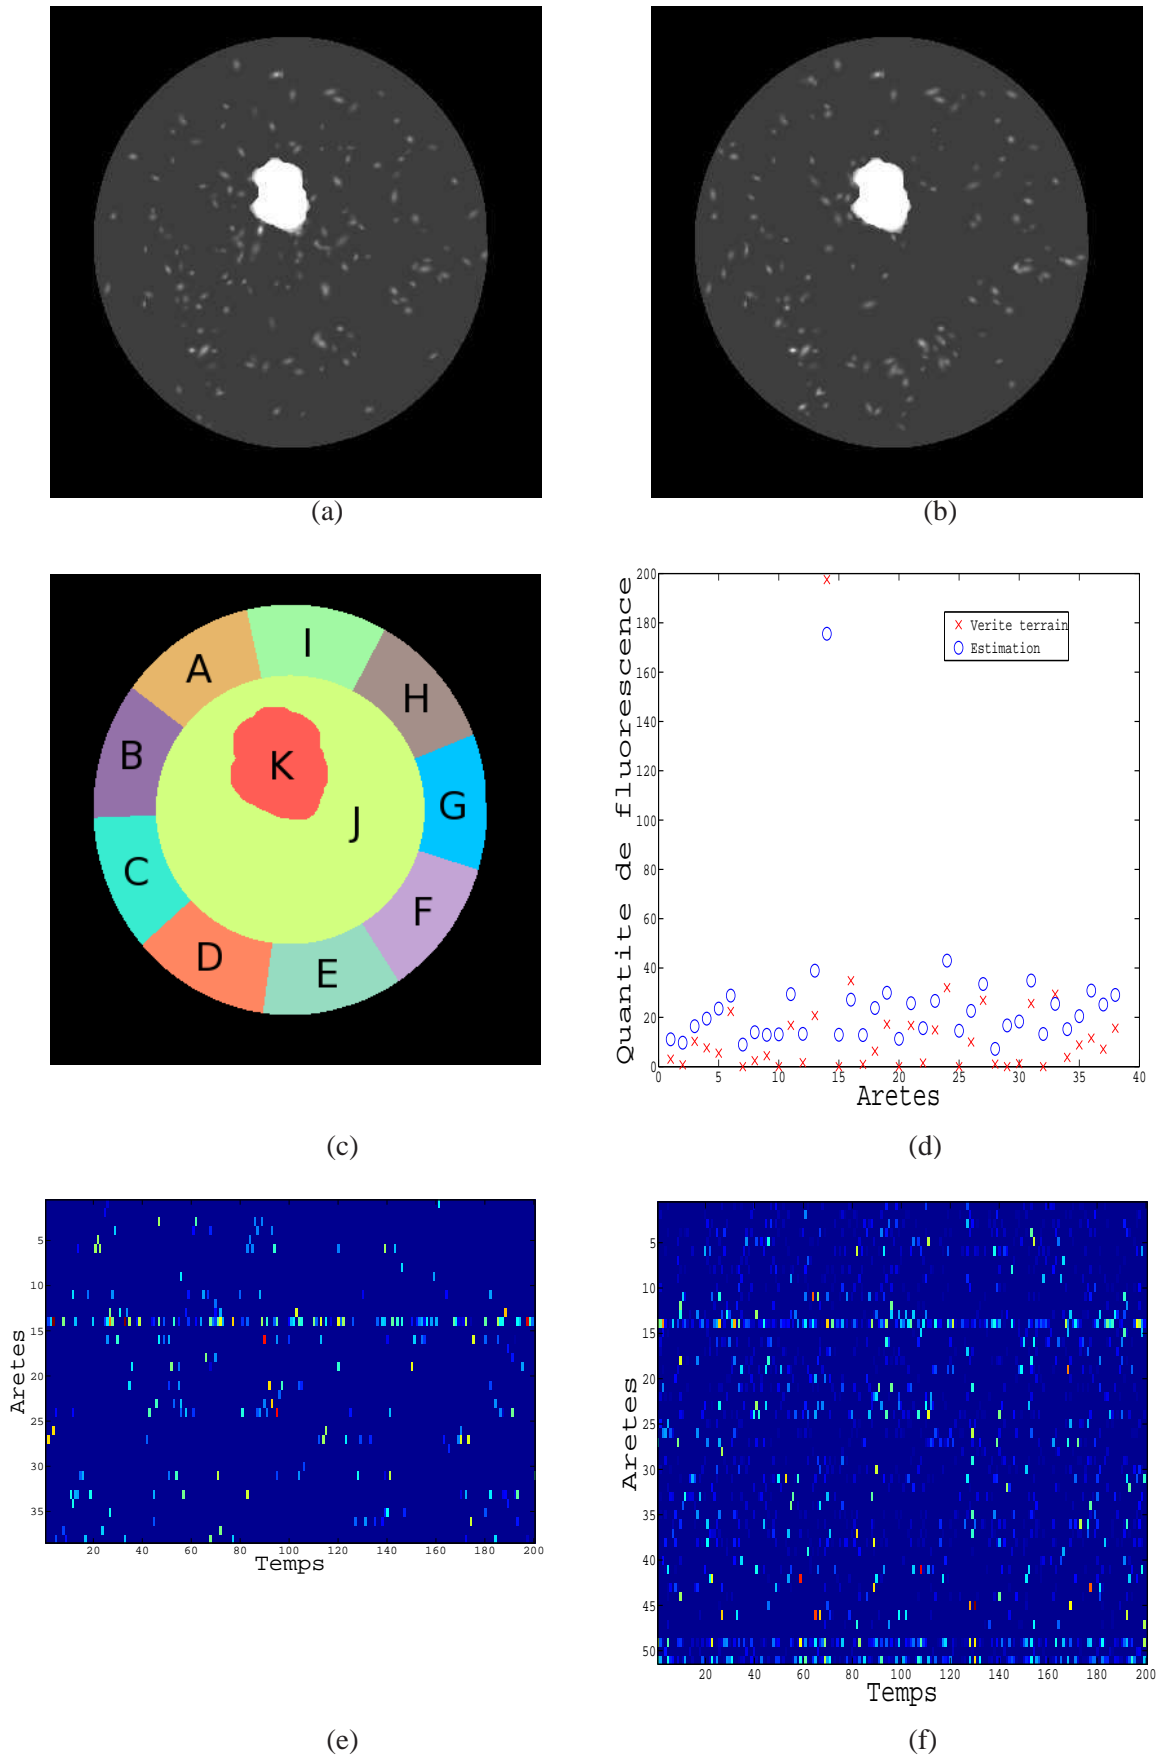 (a)
(b)
A
I
H
B
K
G
J
C
F
D
E
(c)
Quantite de fluorescence
200
180
160
140
120
100
80
60
40
20
0
0 5 10 15 20 25 30 35 40
Aretes
Verite terrain
Estimation
(d)
Aretes
5
10
15
20
25
30
35
20 40 60 80 100 120 140 160 180 200
Temps
(e)
Aretes
5
10
15
20
25
30
35
40
45
50
20 40 60 80 100 120 140 160 180 200
Temps
(f)